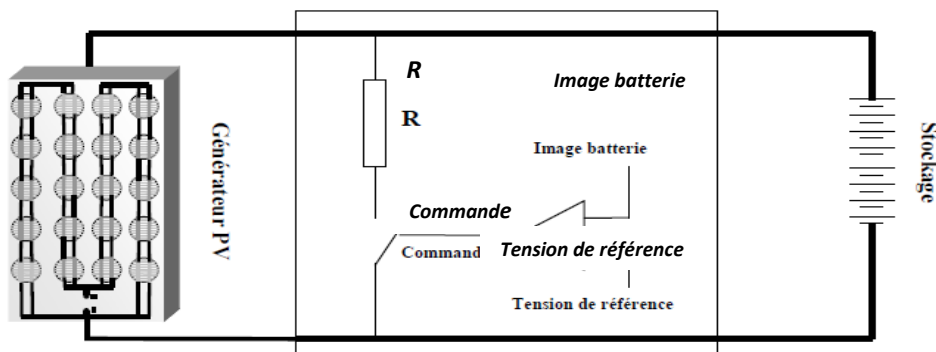 R
R
Image batterie
Image batterie
Générateur PV
Stockage
Commande
Command
Tension de référence
Tension de référence